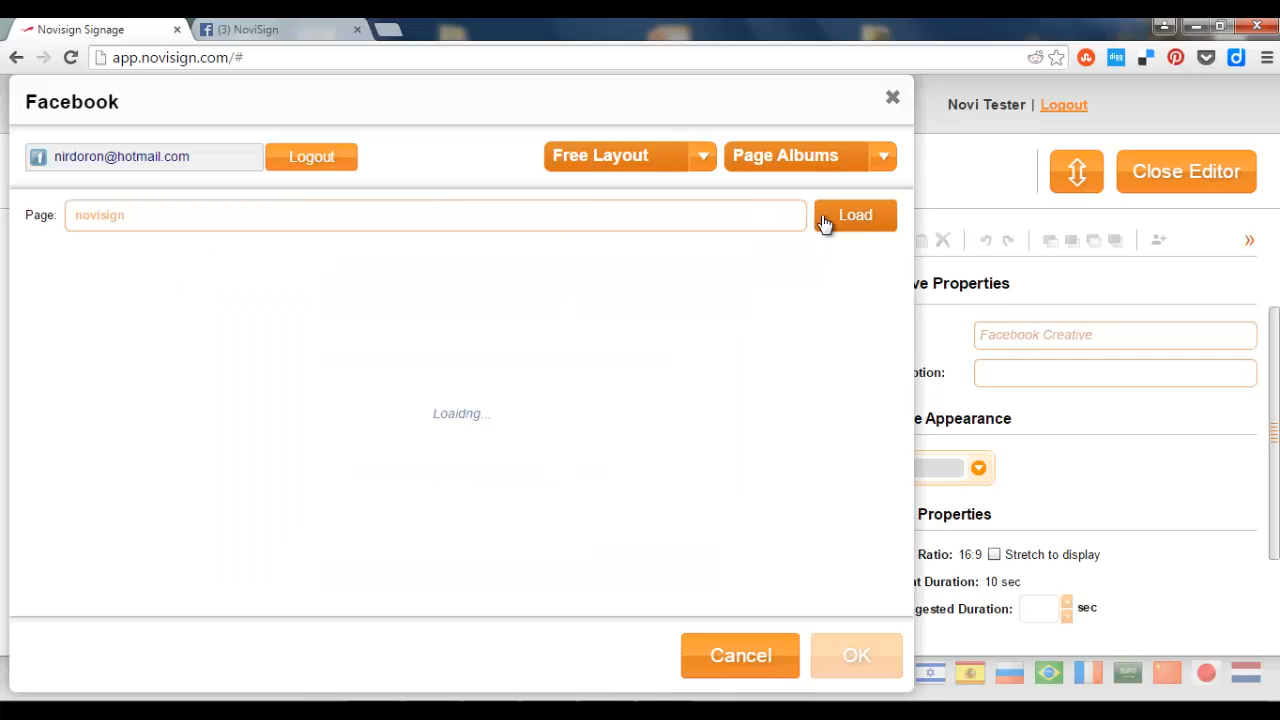 Novisign Signage
(3) NoviSign
app.novisign.com/#
digg
Facebook
Novi Tester | Logout
nirdoron@hotmail.com
Logout
Free Layout
Page Albums
Close Editor
Page:
novisign
Load
ve Properties
Facebook Creative
ption:
Loaidng...
e Appearance
Properties
Ratio: 16:9
Stretch to display
nt Duration: 10 sec
gested Duration:
sec
Cancel
OK